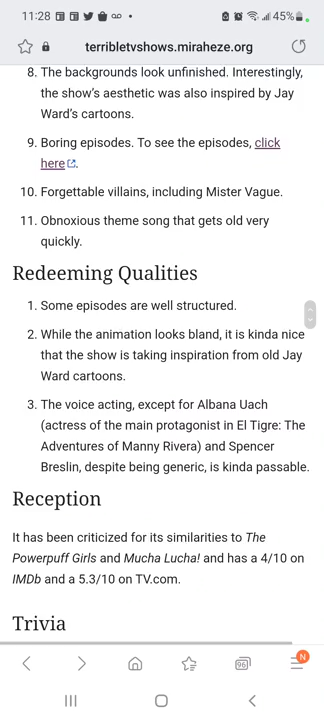 11:28
45%
terribletvshows.miraheze.org
8. The backgrounds look unfinished. Interestingly,
the show's aesthetic was also inspired by Jay
Ward's cartoons.
9. Boring episodes. To see the episodes, click
here.
10. Forgettable villains, including Mister Vague.
11. Obnoxious theme song that gets old very
quickly.
Redeeming Qualities
1. Some episodes are well structured.
2. While the animation looks bland, it is kinda nice
that the show is taking inspiration from old Jay
Ward cartoons.
3. The voice acting, except for Albana Uach
(actress of the main protagonist in El Tigre: The
Adventures of Manny Rivera) and Spencer
Breslin, despite being generic, is kinda passable.
Reception
It has been criticized for its similarities to The
Powerpuff Girls and Mucha Lucha! and has a 4/10 on
IMDb and a 5.3/10 on TV.com.
Trivia
96
N